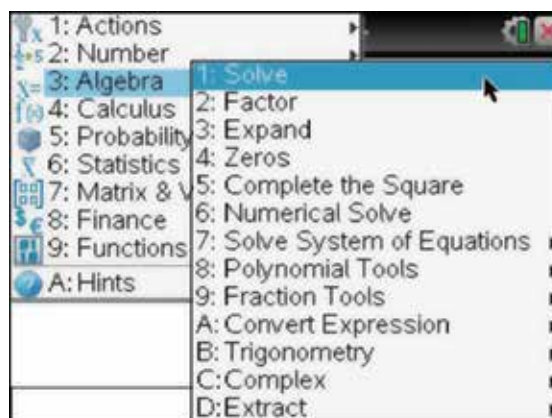 1: Actions
2: Number
3: Algebra
4: Calculus
5: Probability
6: Statistics
7: Matrix & V
8: Finance
9: Functions
A: Hints
1: Solve
2: Factor
3: Expand
4: Zeros
5: Complete the Square
6: Numerical Solve
7: Solve System of Equations
8: Polynomial Tools
9: Fraction Tools
A: Convert Expression
B: Trigonometry
C: Complex
D: Extract